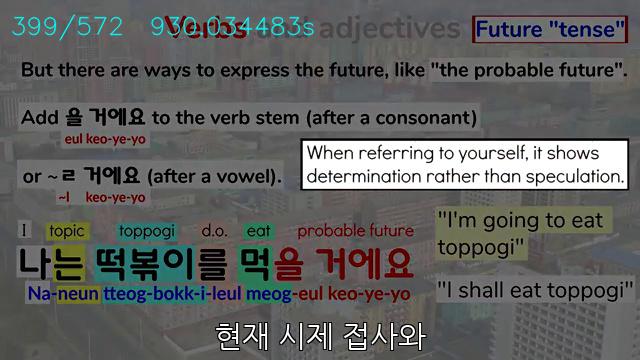 399/572 930.034483s
Verbs and adjectives
Future "tense"
But there are ways to express the future, like "the probable future".
Add 을 거에요 to the verb stem (after a consonant)
eul keo-ye-yo
or ~ㄹ 거에요 (after a vowel).
~l keo-ye-yo
When referring to yourself, it shows
determination rather than speculation.
I topic toppogi d.o. eat probable future
나는 떡볶이를 먹을 거에요
Na-neun tteog-bokk-i-leul meog-eul keo-ye-yo
"I'm going to eat
toppogi"
"I shall eat toppogi"
현재 시제 접사와